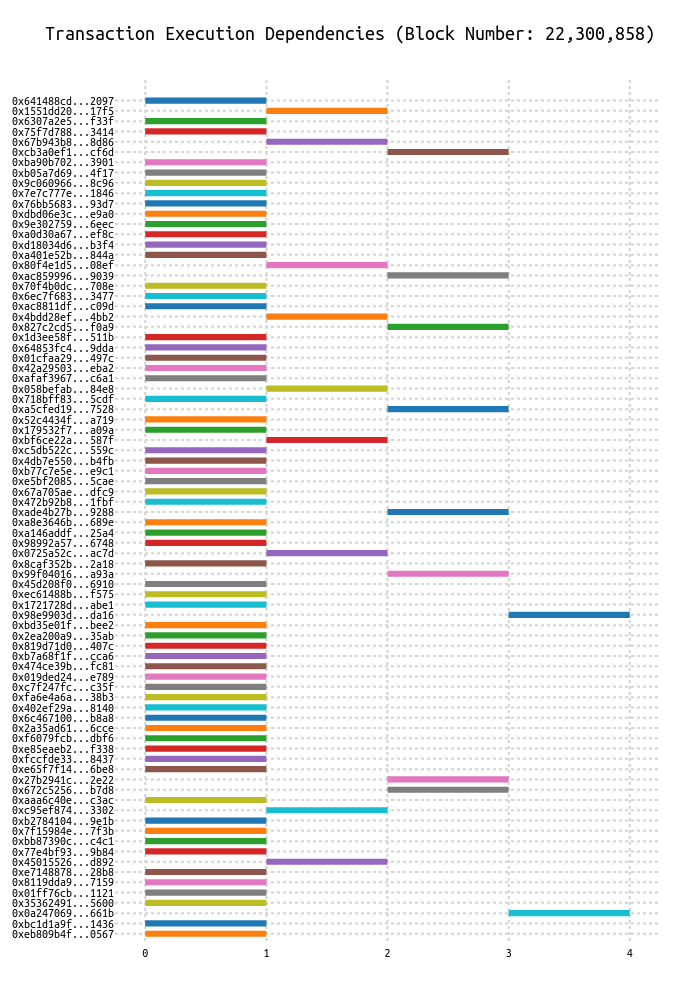 Transaction Execution Dependencies (Block Number: 22,300,858)
0x641488cd...2097
0x1551dd20...17f5
0x6307a2e5...f33f
0x75f7d788...3414
0x67b943b8...8d86
0xcb3a0ef1...cf6d
0xba90b702...3901
0xb05a7d69...4f17
0x9c060966...8c96
0x7e7c777e...1846
0x76bb5683...93d7
0xdbd06e3c...e9a0
0x9e302759...6eec
0xa0d30a67...ef8c
0xd18034d6...b3f4
0xa401e52b...844a
0x80f4e1d5...08ef
0xac859996...9039
0x70f4b0dc...708e
0x6ec7f683...3477
0xac8811df...c09d
0x4bdd28ef...4bb2
0x827c2cd5...f0a9
0x1d3ee58f...511b
0x64853fc4...9dda
0x01cfaa29...497c
0x42a29503...eba2
0xafaf3967...c6a1
0x058befab...84e8
0x718bff83...5cdf
0xa5cfed19...7528
0x52c4434f...a719
0x179532f7...a09a
0xbf6ce22a...587f
0xc5db522c...559c
0x4db7e550...b4fb
0xb77c7e5e...e9c1
0xe5bf2085...5cae
0x67a705ae...dfc9
0x472b92b8...1fbf
0xade4b27b...9288
0xa8e3646b...689e
0xa146addf...25a4
0x98992a57...6748
0x0725a52c...ac7d
0x8caf352b...2a18
0x99f04016...a93a
0x45d208f0...6910
0xec61488b...f575
0x1721728d...abe1
0x98e9903d...da16
0xbd35e01f...bee2
0x2ea200a9...35ab
0x819d71d0...407c
0xb7a68f1f...cca6
0x474ce39b...fc81
0x019ded24...e789
0xc7f247fc...c35f
0xfa6e4a6a...38b3
0x402ef29a...8140
0x6c467100...b8a8
0x2a35ad61...6cce
0xf6079fcb...dbf6
0xe85eaeb2...f338
0xfccfde33...8437
0xe65f7f14...6be8
0x27b2941c...2e22
0x672c5256...b7d8
0xaaa6c40e...c3ac
0xc95ef874...3302
0xb2784104...9e1b
0x7f15984e...7f3b
0xbb87390c...c4c1
0x77e4bf93...9b84
0x45015526...d892
0xe7148878...28b8
0x8119dda9...7159
0x01ff76cb...1121
0x35362491...5600
0x0a247069...661b
0xbc1d1a9f...1436
0xeb809b4f...0567
0 1 2 3 4